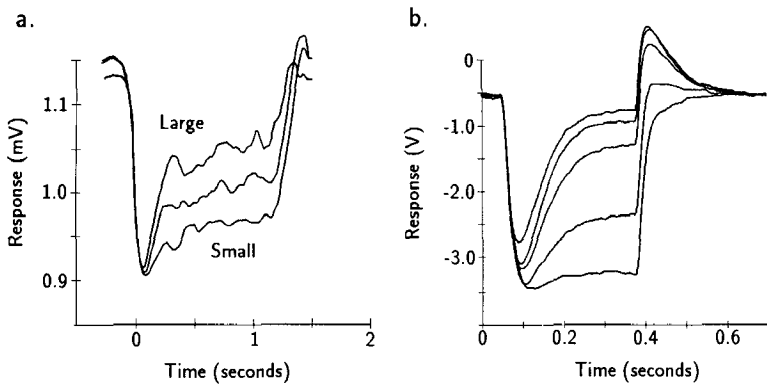 a.
Response (mV)
1.1
1.0
0.9
Large
Small
0
1
2
Time (seconds)
b.
Response (V)
0
-1.0
-2.0
-3.0
0
0.2
0.4
0.6
Time (seconds)